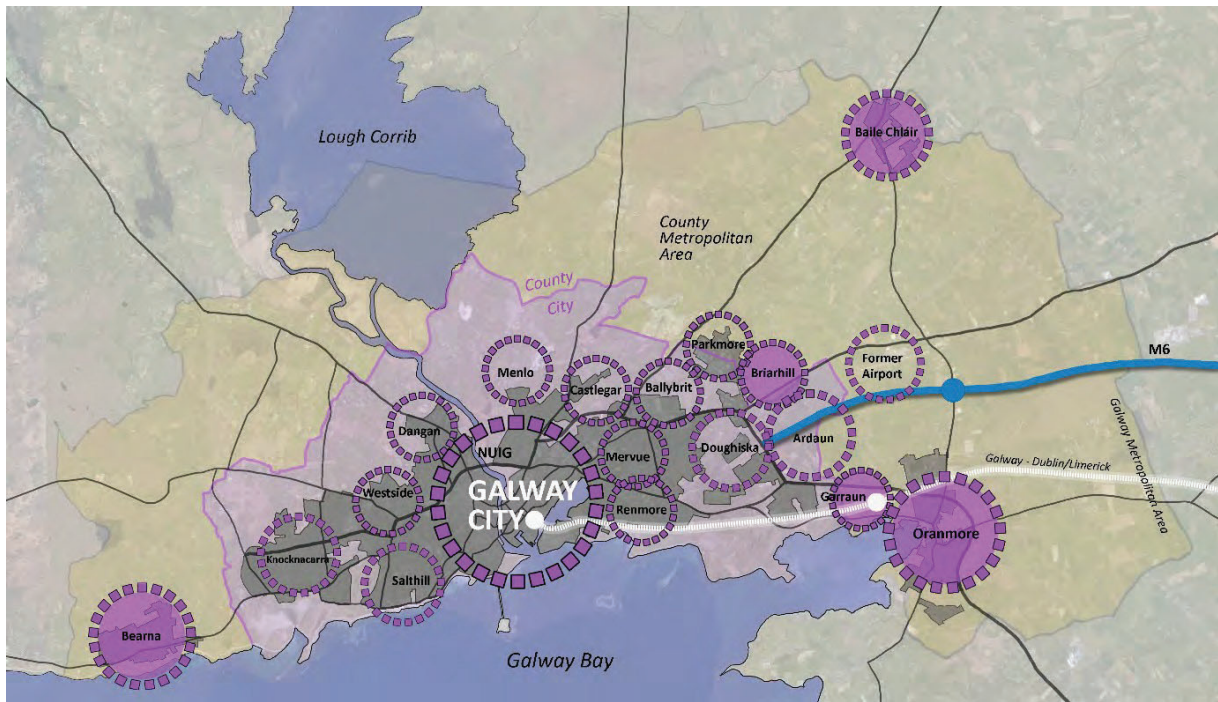 Lough Corrib
Baile Chláir
County
Metropolitan
Area
County
City
Parkmore
Menlo
Castlegar
Ballybrit
Briarhill
Former
Airport
M6
Dangan
NUIG
Mervue
Doughiska
Ardaun
Galway - Dublin/Limerick
Galway Metropolitan Area
Westside
GALWAY
CITY
Renmore
Garraun
Oranmore
Knocknacarra
Salthill
Bearna
Galway Bay